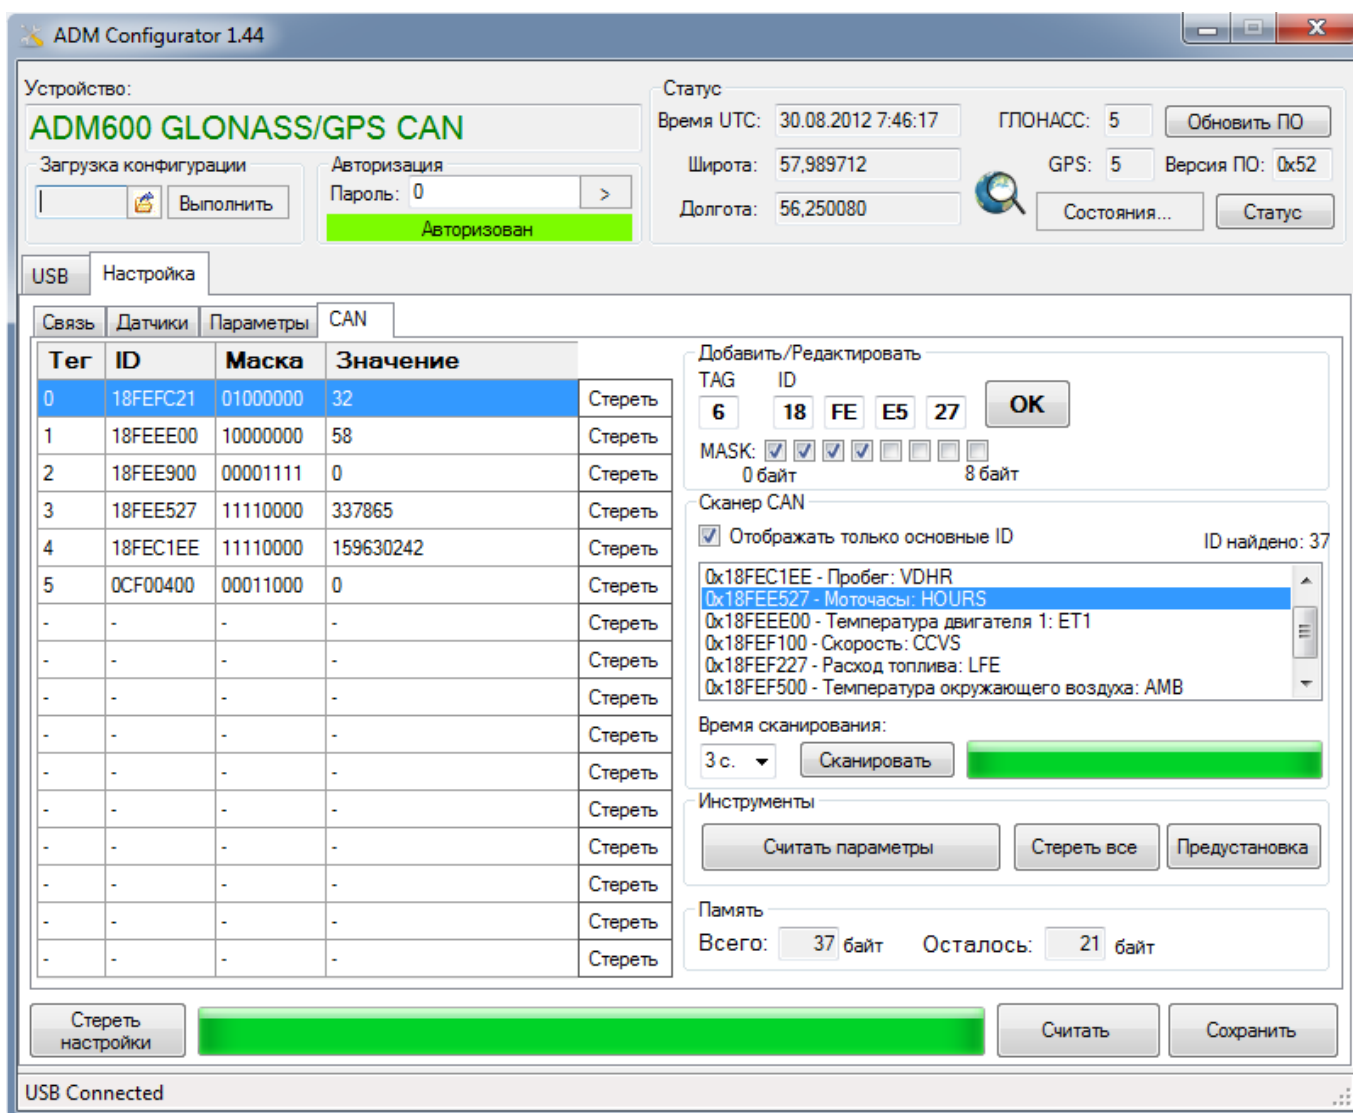 ADM Configurator 1.44
Устройство:
ADM600 GLONASS/GPS CAN
Загрузка конфигурации
Выполнить
Авторизация
Пароль: 0 >
Авторизован
Статус
Время UTC: 30.08.2012 7:46:17 ГЛОНАСС: 5 Обновить ПО
Широта: 57,989712 GPS: 5 Версия ПО: 0x52
Долгота: 56,250080 Состояния... Статус
USB Настройка
Связь Датчики Параметры CAN
Тег ID Маска Значение
0 18FEFC21 01000000 32 Стереть
1 18FEEE00 10000000 58 Стереть
2 18FEE900 00001111 0 Стереть
3 18FEE527 11110000 337865 Стереть
4 18FEC1EE 11110000 159630242 Стереть
5 0CF00400 00011000 0 Стереть
- - - - Стереть
- - - - Стереть
- - - - Стереть
- - - - Стереть
- - - - Стереть
- - - - Стереть
- - - - Стереть
- - - - Стереть
- - - - Стереть
- - - - Стереть
Добавить/Редактировать
TAG ID
6 18 FE E5 27 OK
MASK:
0 байт 8 байт
Сканер CAN
Отображать только основные ID ID найдено: 37
0x18FEC1EE - Пробег: VDHR
0x18FEE527 - Моточасы: HOURS
0x18FEEE00 - Температура двигателя 1: ET1
0x18FEF100 - Скорость: CCVS
0x18FEF227 - Расход топлива: LFE
0x18FEF500 - Температура окружающего воздуха: AMB
Время сканирования:
3 с. Сканировать
Инструменты
Считать параметры Стереть все Предустановка
Память
Всего: 37 байт Осталось: 21 байт
Стереть
настройки
Считать Сохранить
USB Connected